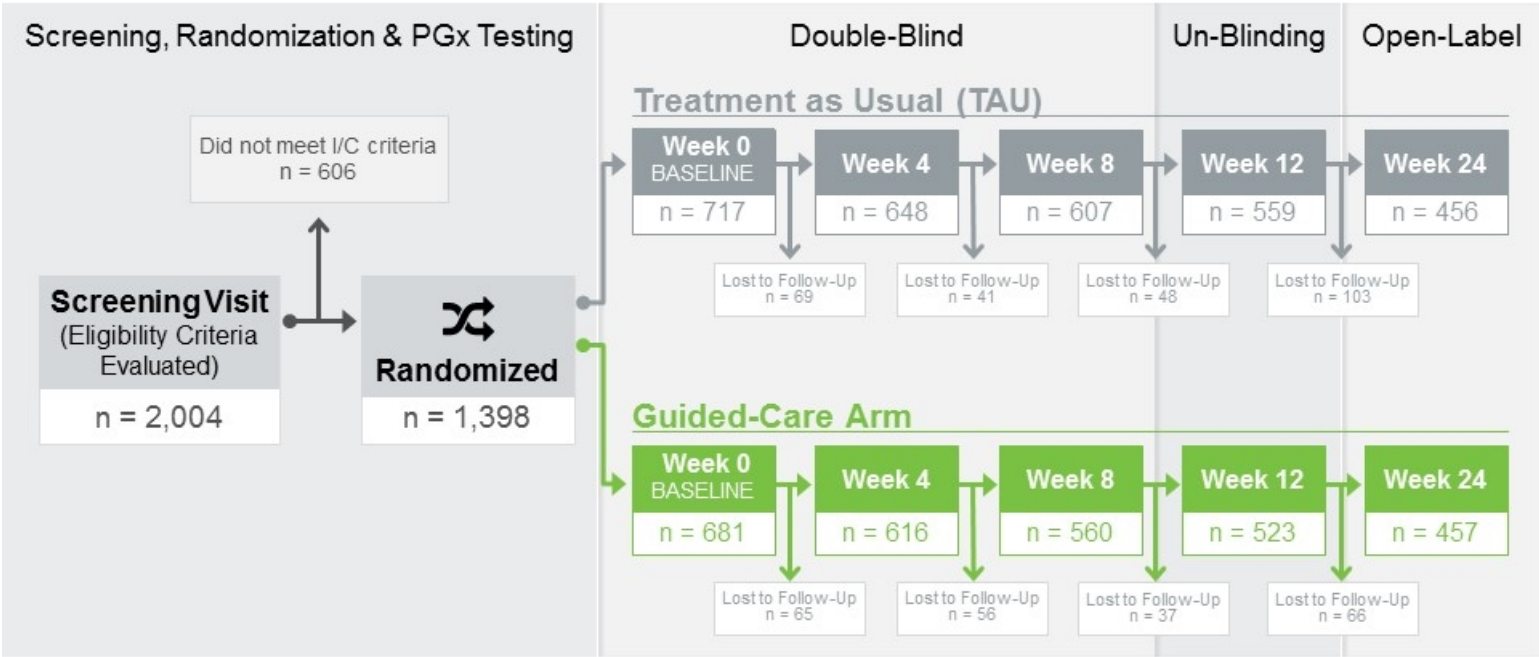 Screening, Randomization & PGx Testing
Double-Blind
Un-Blinding
Open-Label
Did not meet I/C criteria
n = 606
Screening Visit
(Eligibility Criteria
Evaluated)
n = 2,004
Randomized
n = 1,398
Treatment as Usual (TAU)
Week 0
BASELINE
n = 717
Week 4
n = 648
Week 8
n = 607
Week 12
n = 559
Week 24
n = 456
Lost to Follow-Up
n = 69
Lost to Follow-Up
n = 41
Lost to Follow-Up
n = 48
Lost to Follow-Up
n = 103
Guided-Care Arm
Week 0
BASELINE
n = 681
Week 4
n = 616
Week 8
n = 560
Week 12
n = 523
Week 24
n = 457
Lost to Follow-Up
n = 65
Lost to Follow-Up
n = 56
Lost to Follow-Up
n = 37
Lost to Follow-Up
n = 66